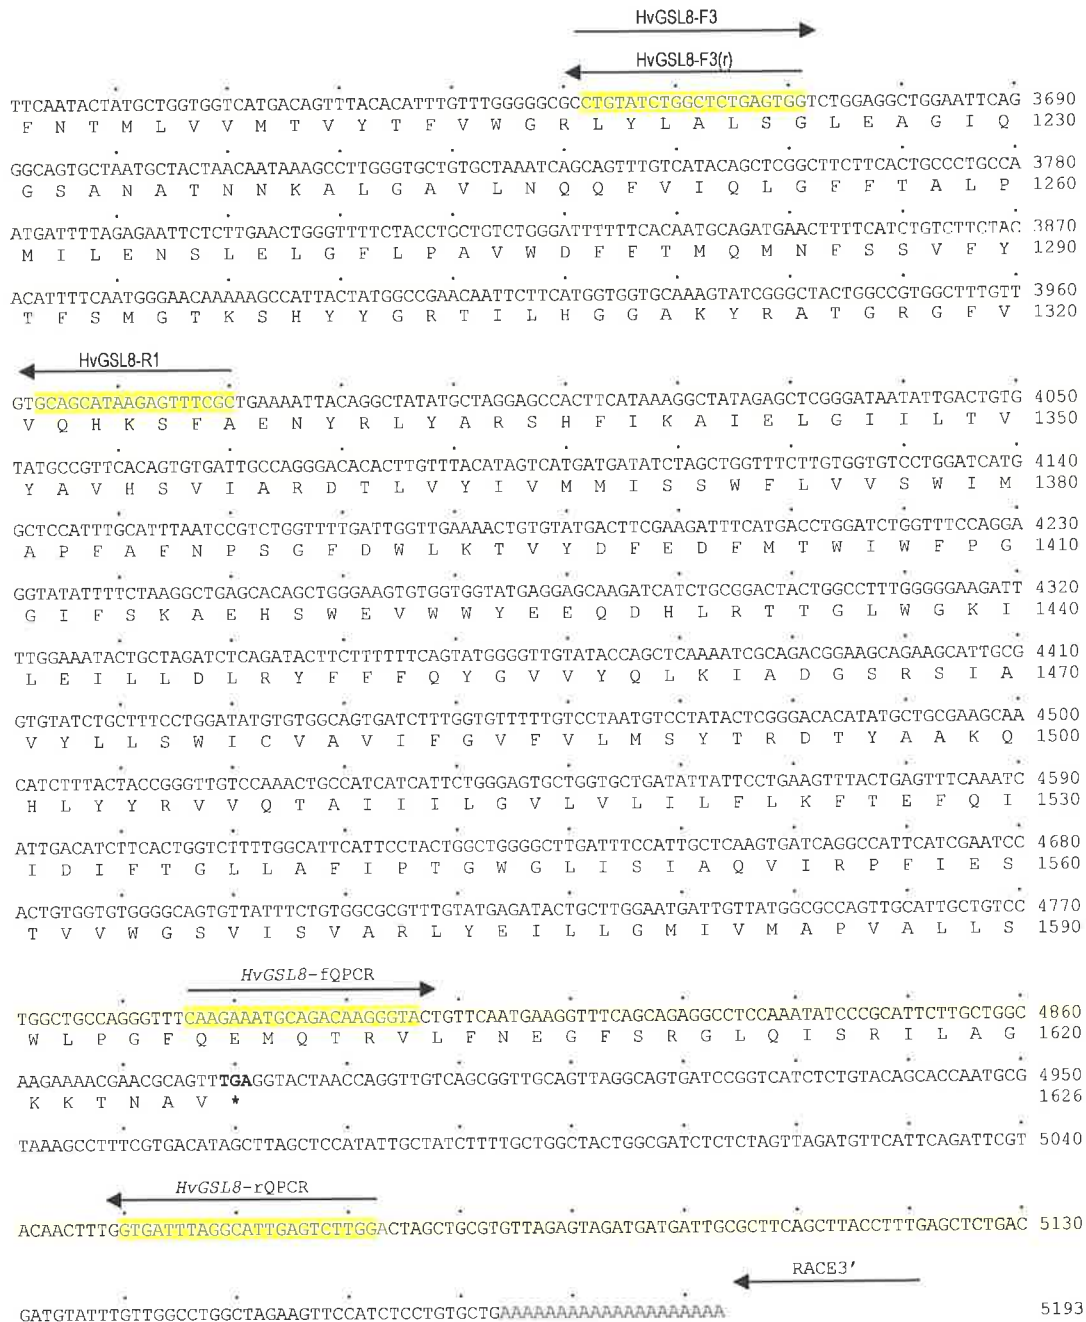 HvGSL8-F3
HvGSL8-F3(r)
TTCAATACTATGCTGGTGGTCATGACAGTTTACACATTTGTTTGGGGGCGCCTGTATCTGGCTCTGAGTGGTCTGGAGGCTGGAATTCAG 3690
F N T M L V V M T V Y T F V W G R L Y L A L S G L E A G I Q 1230
GGCAGTGCTAATGCTACTAACAATAAAGCCTTGGGTGCTGTGCTAAATCAGCAGTTTGTCATACAGCTCGGCTTCTTCACTGCCCTGCCA 3780
G S A N A T N N K A L G A V L N Q Q F V I Q L G F F T A L P 1260
ATGATTTTAGAGAATTCTCTTGAACTGGGTTTTCTACCTGCTGTCTGGGATTTTTTCACAATGCAGATGAACTTTTCATCTGTCTTCTAC 3870
M I L E N S L E L G F L P A V W D F F T M Q M N F S S V F Y 1290
ACATTTTCAATGGGAACAAAAAGCCATTACTATGGCCGAACAATTCTTCATGGTGGTGCAAAGTATCGGGCTACTGGCCGTGGCTTTGTT 3960
T F S M G T K S H Y Y G R T I L H G G A K Y R A T G R G F V 1320
HvGSL8-R1
GTGCAGCATAAGAGTTTCGCTGAAAATTACAGGCTATATGCTAGGAGCCACTTCATAAAGGCTATAGAGCTCGGGATAATATTGACTGTG 4050
V Q H K S F A E N Y R L Y A R S H F I K A I E L G I I L T V 1350
TATGCCGTTCACAGTGTGATTGCCAGGGACACACTTGTTTACATAGTCATGATGATATCTAGCTGGTTTCTTGTGGTGTCCTGGATCATG 4140
Y A V H S V I A R D T L V Y I V M M I S S W F L V V S W I M 1380
GCTCCATTTGCATTTAATCCGTCTGGTTTTGATTGGTTGAAAACTGTGTATGACTTCGAAGATTTCATGACCTGGATCTGGTTTCCAGGA 4230
A P F A F N P S G F D W L K T V Y D F E D F M T W I W F P G 1410
GGTATATTTTCTAAGGCTGAGCACAGCTGGGAAGTGTGGTGGTATGAGGAGCAAGATCATCTGCGGACTACTGGCCTTTGGGGGAAGATT 4320
G I F S K A E H S W E V W W Y E E Q D H L R T T G L W G K I 1440
TTGGAAATACTGCTAGATCTCAGATACTTCTTTTTTCAGTATGGGGTTGTATACCAGCTCAAAATCGCAGACGGAAGCAGAAGCATTGCG 4410
L E I L L D L R Y F F F Q Y G V V Y Q L K I A D G S R S I A 1470
GTGTATCTGCTTTCCTGGATATGTGTGGCAGTGATCTTTGGTGTTTTTGTCCTAATGTCCTATACTCGGGACACATATGCTGCGAAGCAA 4500
V Y L L S W I C V A V I F G V F V L M S Y T R D T Y A A K Q 1500
CATCTTTACTACCGGGTTGTCCAAACTGCCATCATCATTCTGGGAGTGCTGGTGCTGATATTATTCCTGAAGTTTACTGAGTTTCAAATC 4590
H L Y Y R V V Q T A I I I L G V L V L I L F L K F T E F Q I 1530
ATTGACATCTTCACTGGTCTTTTGGCATTCATTCCTACTGGCTGGGGCTTGATTTCCATTGCTCAAGTGATCAGGCCATTCATCGAATCC 4680
I D I F T G L L A F I P T G W G L I S I A Q V I R P F I E S 1560
ACTGTGGTGTGGGGCAGTGTTATTTCTGTGGCGCGTTTGTATGAGATACTGCTTGGAATGATTGTTATGGCGCCAGTTGCATTGCTGTCC 4770
T V V W G S V I S V A R L Y E I L L G M I V M A P V A L L S 1590
HvGSL8-fQPCR
TGGCTGCCAGGGTTTCAAGAAATGCAGACAAGGGTACTGTTCAATGAAGGTTTCAGCAGAGGCCTCCAAATATCCCGCATTCTTGCTGGC 4860
W L P G F Q E M Q T R V L F N E G F S R G L Q I S R I L A G 1620
AAGAAAACGAACGCAGTTTGAGGTACTAACCAGGTTGTCAGCGGTTGCAGTTAGGCAGTGATCCGGTCATCTCTGTACAGCACCAATGCG 4950
K K T N A V * 1626
TAAAGCCTTTCGTGACATAGCTTAGCTCCATATTGCTATCTTTTGCTGGCTACTGGCGATCTCTCTAGTTAGATGTTCATTCAGATTCGT 5040
HvGSL8-rQPCR
ACAACTTTGGTGATTTAGGCATTGAGTCTTGGACTAGCTGCGTGTTAGAGTAGATGATGATTGCGCTTCAGCTTACCTTTGAGCTCTGAC 5130
RACE3′
GATGTATTTGTTGGCCTGGCTAGAAGTTCCATCTCCTGTGCTGAAAAAAAAAAAAAAAAAAAA 5193